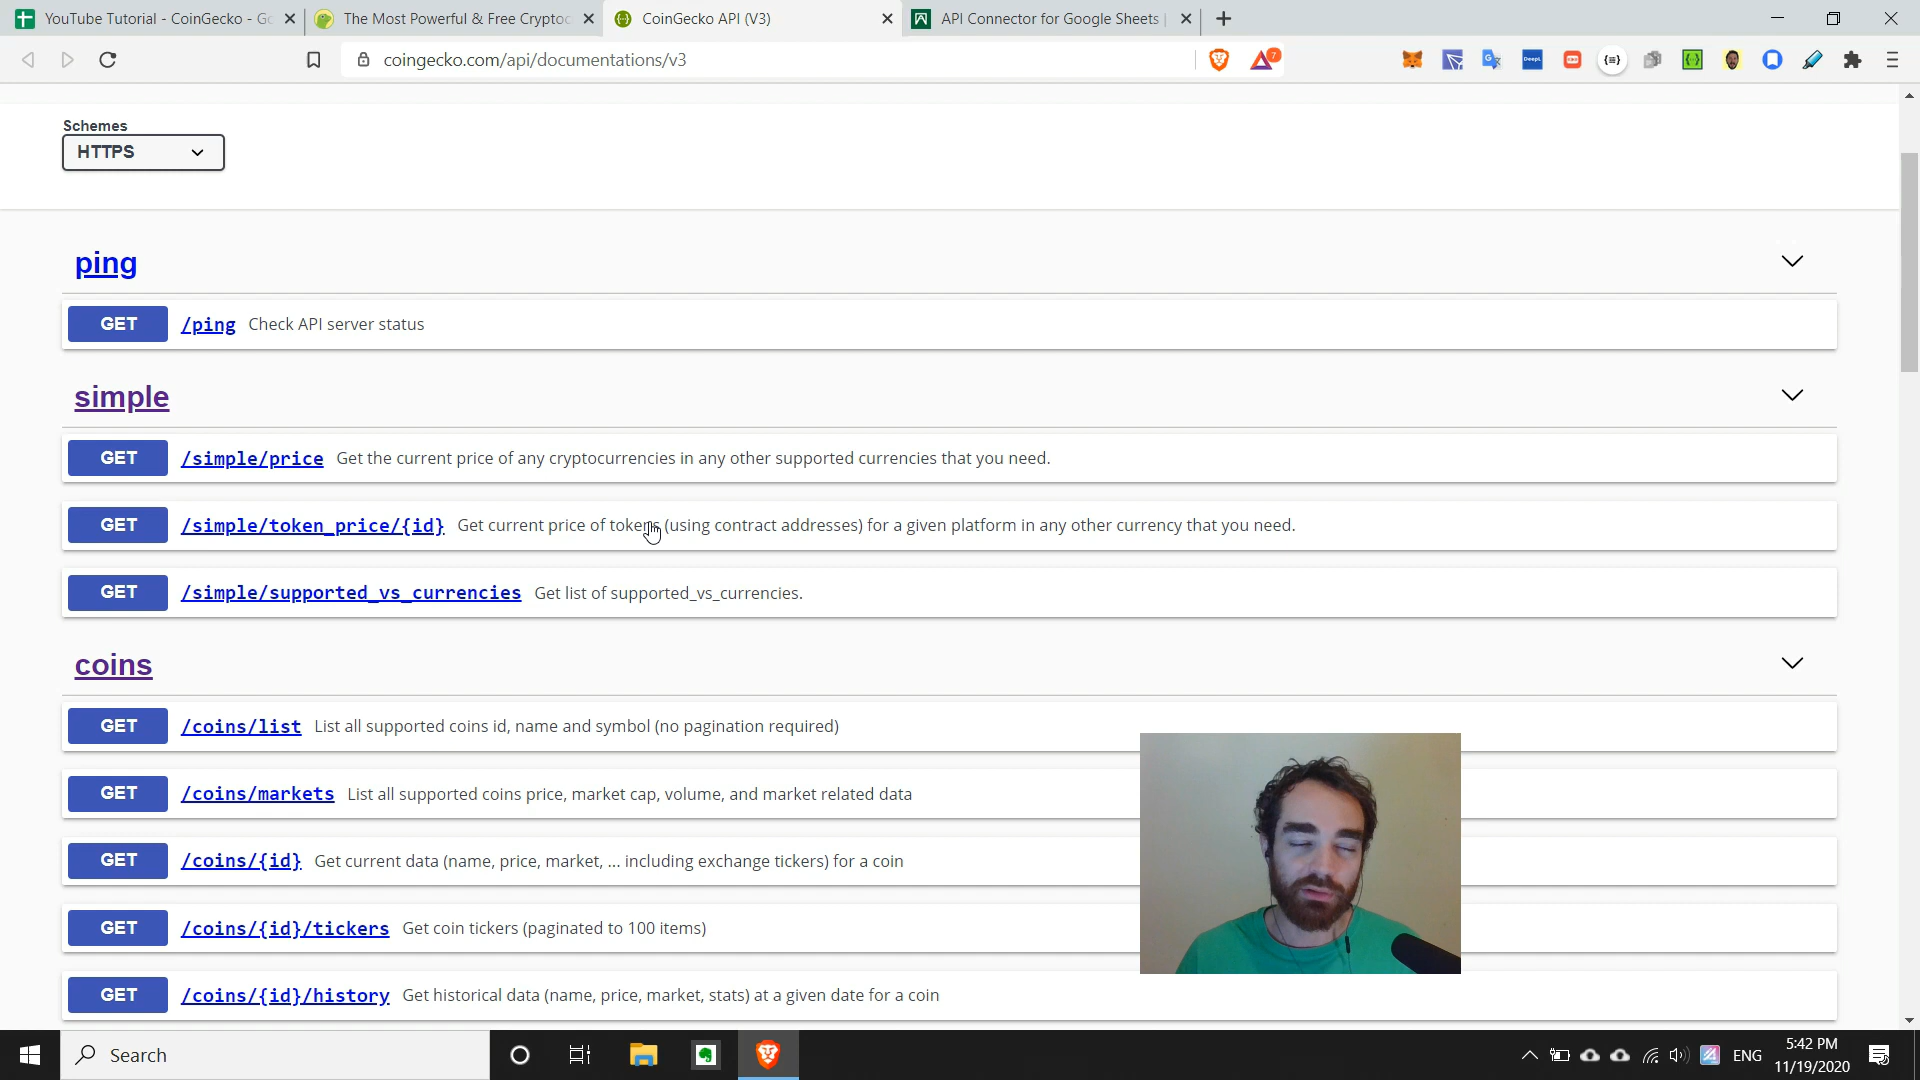 YouTube Tutorial - CoinGecko - Go
The Most Powerful & Free Cryptoc
CoinGecko API (V3)
API Connector for Google Sheets |
coingecko.com/api/documentations/v3
7
Schemes
HTTPS
ping
GET /ping Check API server status
simple
GET /simple/price Get the current price of any cryptocurrencies in any other supported currencies that you need.
GET /simple/token_price/{id} Get current price of tokens (using contract addresses) for a given platform in any other currency that you need.
GET /simple/supported_vs_currencies Get list of supported_vs_currencies.
coins
GET /coins/list List all supported coins id, name and symbol (no pagination required)
GET /coins/markets List all supported coins price, market cap, volume, and market related data
GET /coins/{id} Get current data (name, price, market, ... including exchange tickers) for a coin
GET /coins/{id}/tickers Get coin tickers (paginated to 100 items)
GET /coins/{id}/history Get historical data (name, price, market, stats) at a given date for a coin
Search
ENG
5:42 PM
11/19/2020